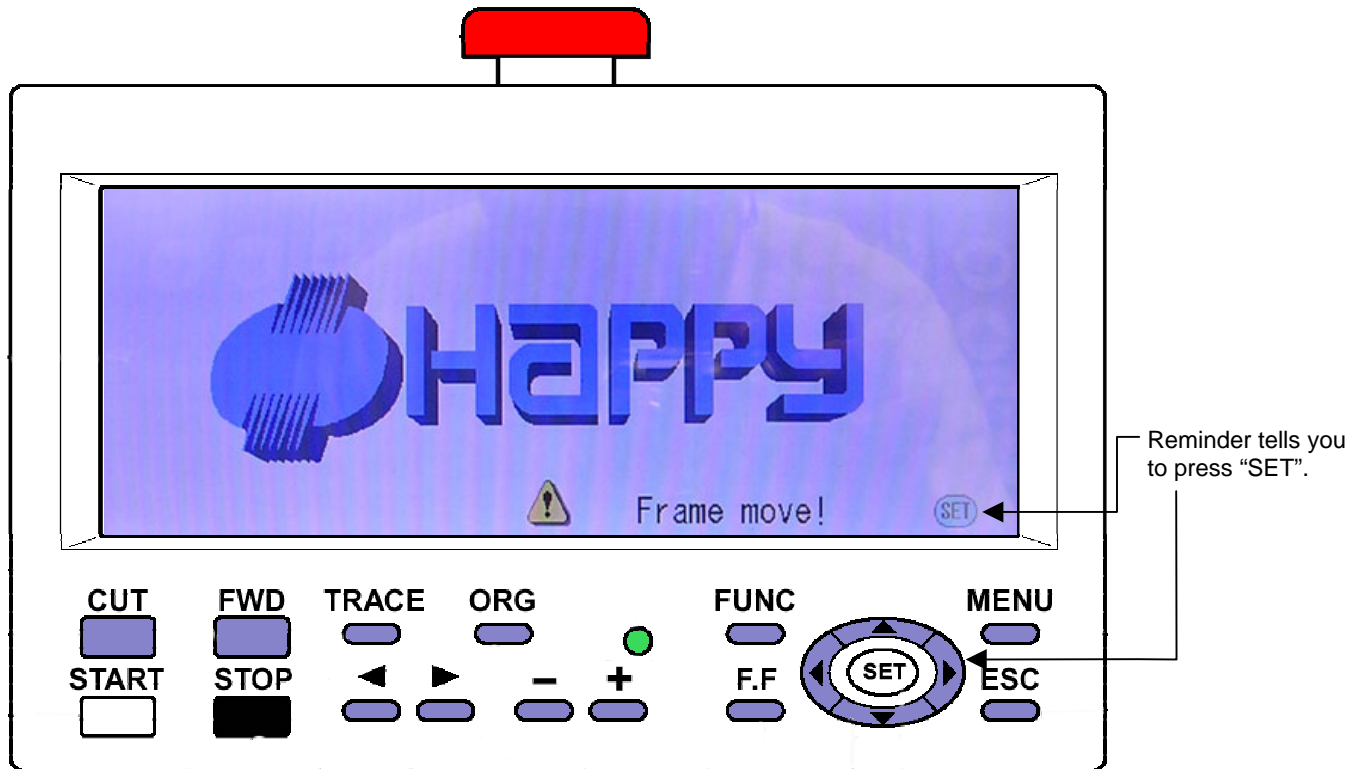 HAPPY
Frame move!
SET
Reminder tells you
to press “SET”.
CUT FWD TRACE ORG FUNC MENU
START STOP - + F.F SET ESC